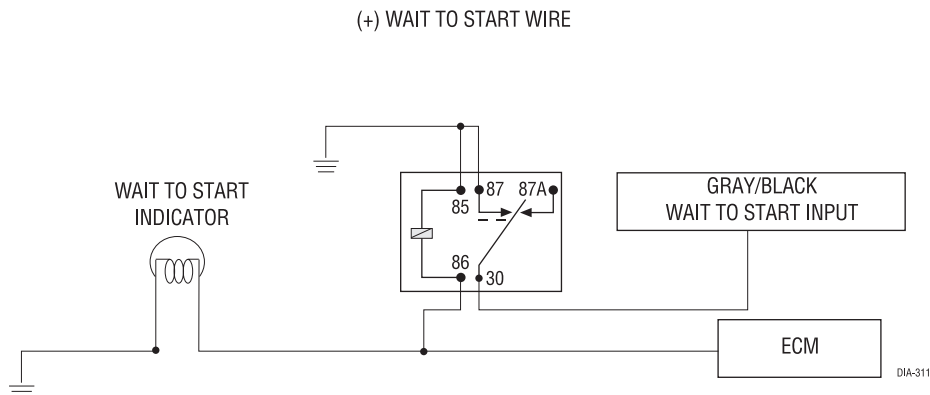 (+) WAIT TO START WIRE
WAIT TO START
INDICATOR
87
87A
85
86
30
GRAY/BLACK
WAIT TO START INPUT
ECM
DIA-311